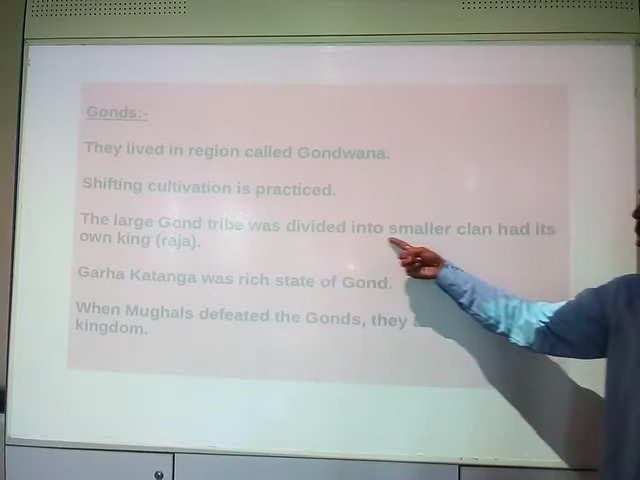 Gonds:-
They lived in region called Gondwana.
Shifting cultivation is practiced.
The large Gond tribe was divided into smaller clan had its
own king (raja).
Garha Katanga was rich state of Gond.
When Mughals defeated the Gonds, they
kingdom.